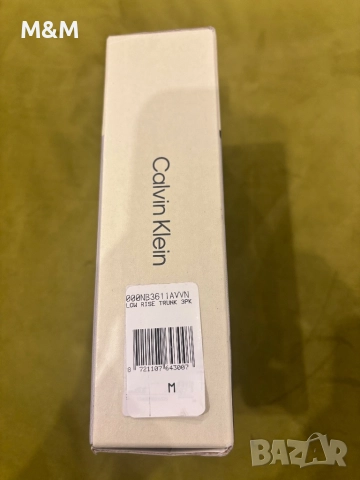 M&M
Calvin Klein
000NB3611AVVN
LOW RISE TRUNK 3PK
8 721107 643007
M
BAZAR
bg